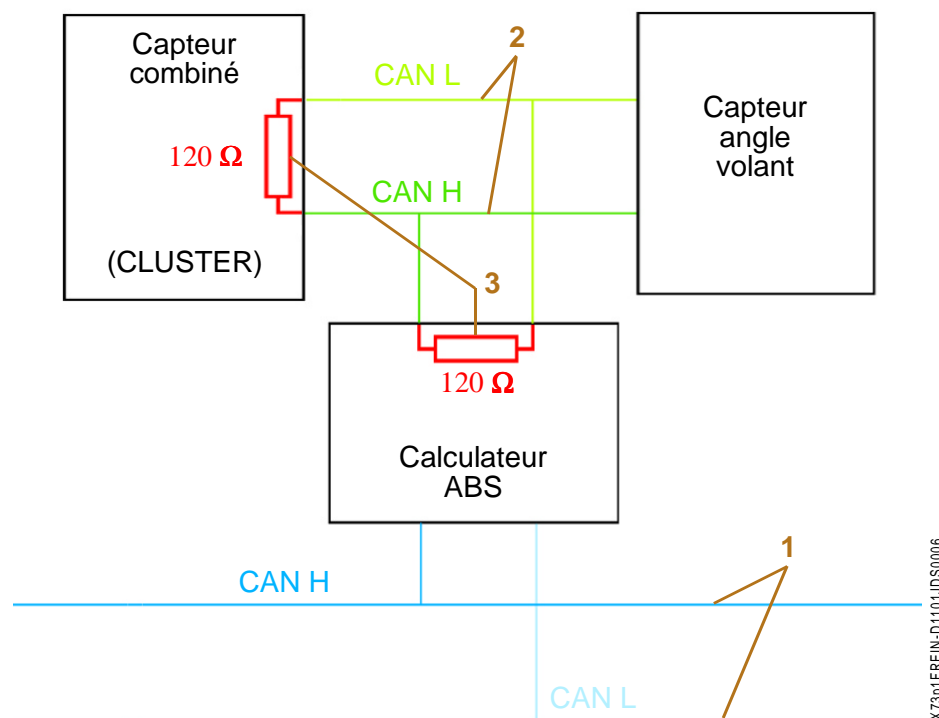 Capteur
combiné
120 Ω
(CLUSTER)
CAN L
2
CAN H
Capteur
angle
volant
3
120 Ω
Calculateur
ABS
1
CAN H
CAN L